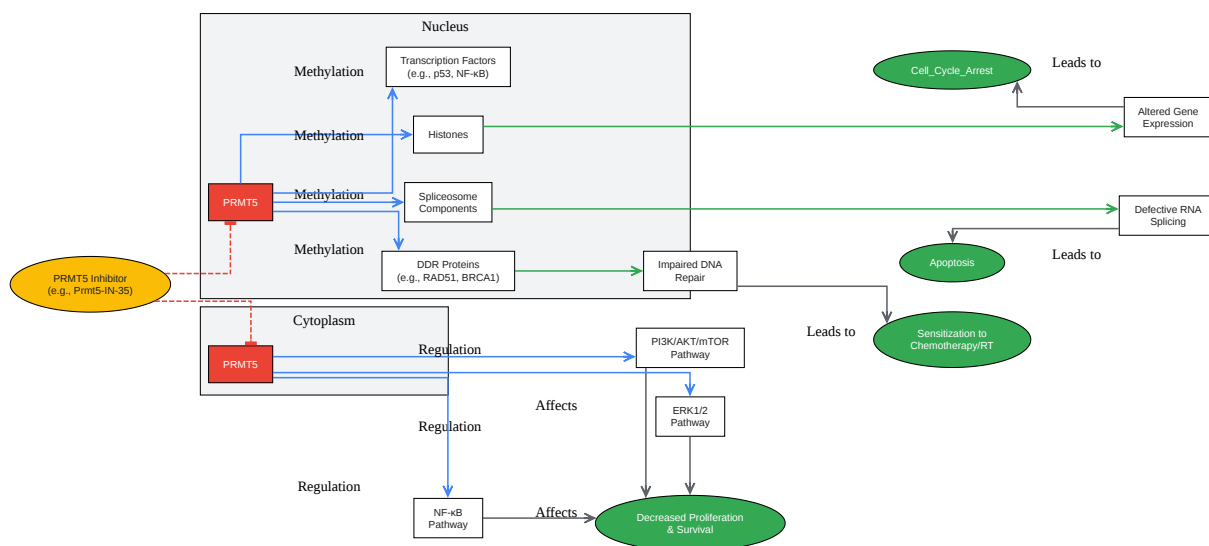 Nucleus
Methylation
Transcription Factors
(e.g., p53, NF-κB)
Cell_Cycle_Arrest
Leads to
Altered Gene
Expression
Methylation
Histones
PRMT5
Methylation
Spliceosome
Components
Defective RNA
Splicing
Methylation
DDR Proteins
(e.g., RAD51, BRCA1)
Impaired DNA
Repair
Apoptosis
Leads to
PRMT5 Inhibitor
(e.g., Prmt5-IN-35)
Cytoplasm
Leads to
Sensitization to
Chemotherapy/RT
PRMT5
Regulation
PI3K/AKT/mTOR
Pathway
Affects
ERK1/2
Pathway
Regulation
Regulation
NF-κB
Pathway
Affects
Decreased Proliferation
& Survival